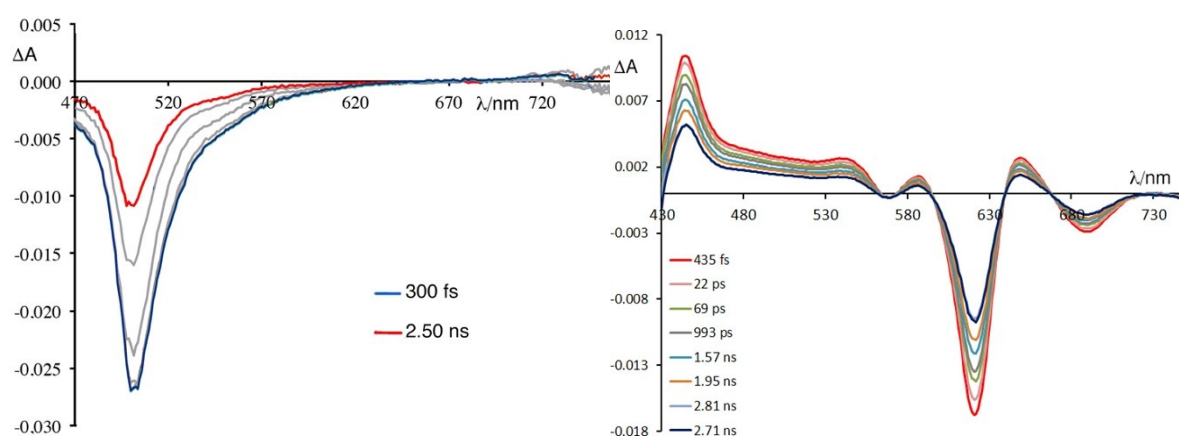 0.005
ΔA
0.000
470
520
570
620
670
720
λ/nm
-0.005
-0.010
-0.015
-0.020
-0.025
-0.030
300 fs
2.50 ns
0.012
ΔA
0.007
0.002
λ/nm
430
480
530
580
630
680
730
-0.003
-0.008
-0.013
-0.018
435 fs
22 ps
69 ps
993 ps
1.57 ns
1.95 ns
2.81 ns
2.71 ns